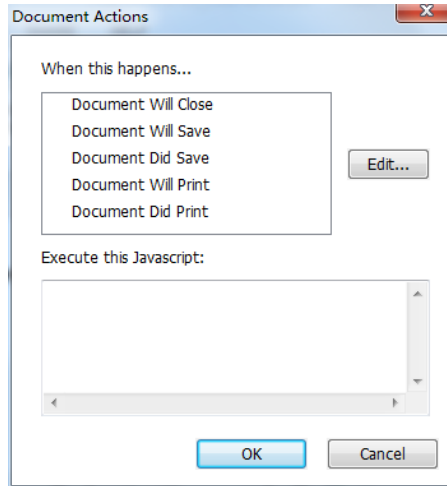 Document Actions
When this happens...
Document Will Close
Document Will Save
Document Did Save
Document Will Print
Document Did Print
Edit...
Execute this Javascript:
OK
Cancel